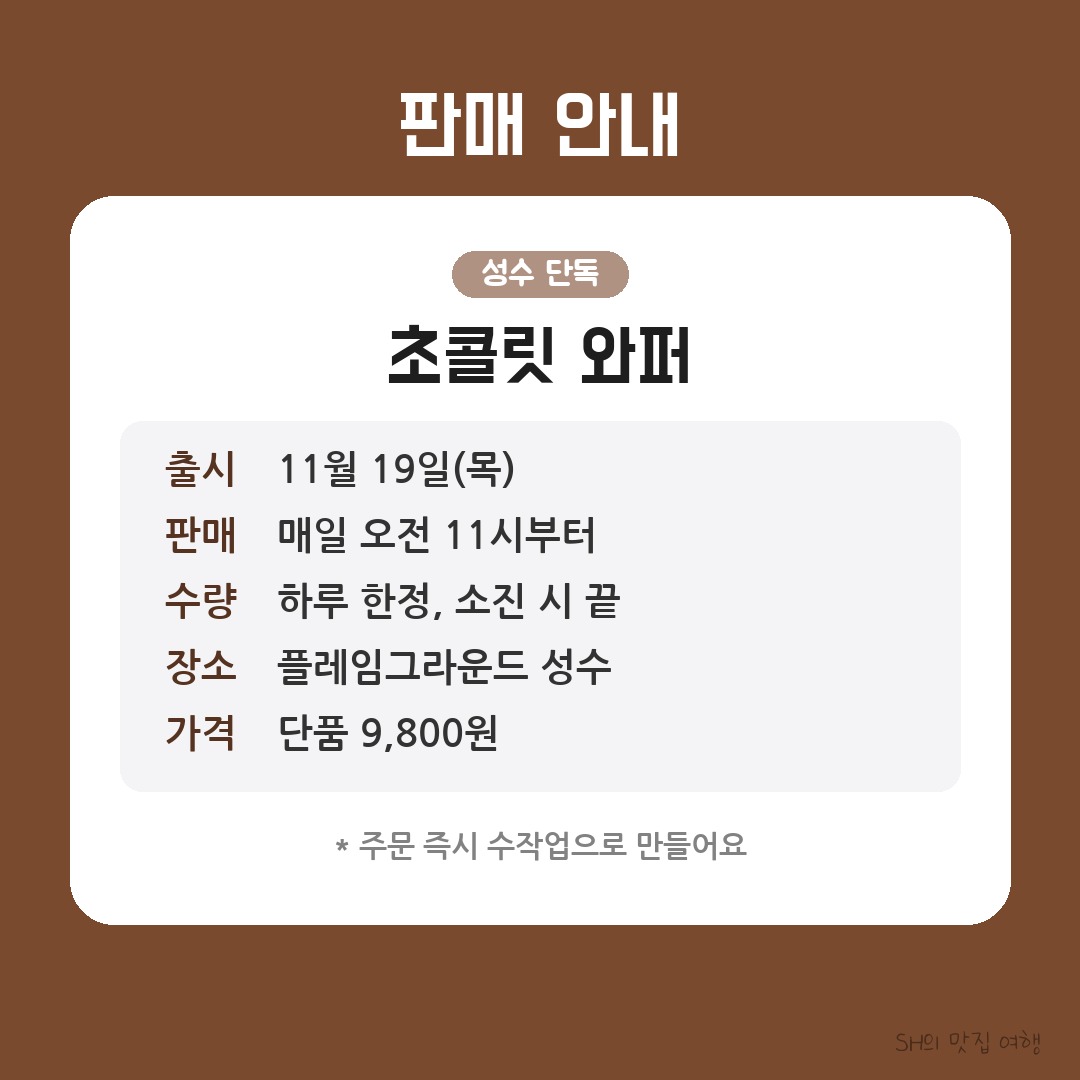 판매 안내
성수 단독
초콜릿 와퍼
출시 11월 19일(목)
판매 매일 오전 11시부터
수량 하루 한정, 소진 시 끝
장소 플레임그라운드 성수
가격 단품 9,800원
* 주문 즉시 수작업으로 만들어요
SH의 맛집 여행